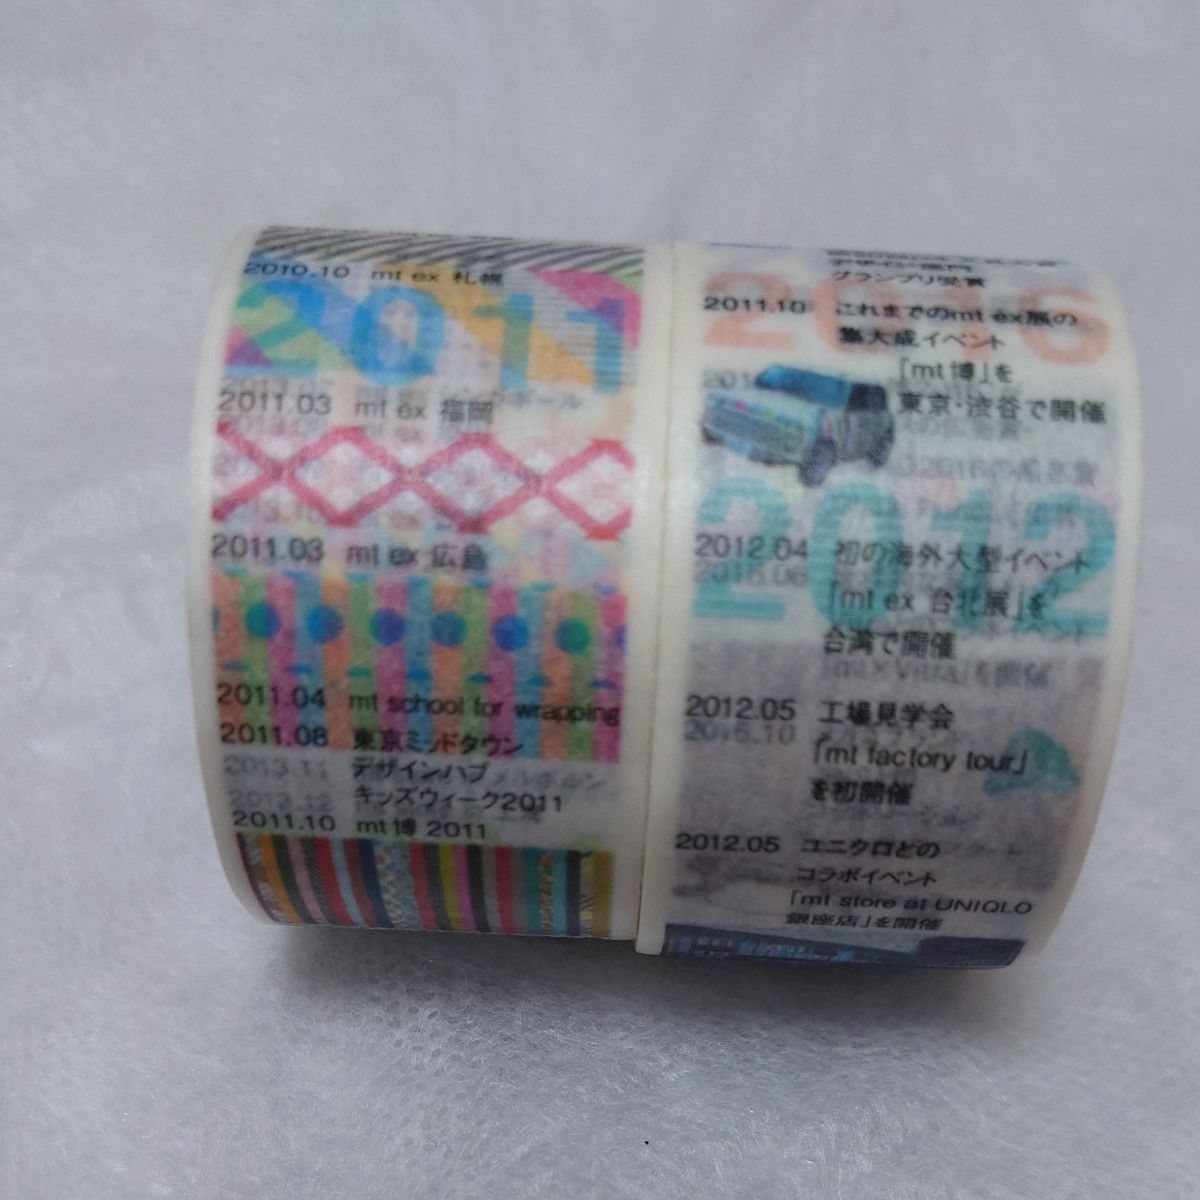 2010.10 mt ex 札幌
2011
2011.03 mt ex 福岡
2011.03 mt ex 広島
2011.04 mt school for wrapping
2011.08 東京ミッドタウン
デザインハブ
キッズウィーク2011
2011.10 mt博 2011
グランプリ受賞
2016
2011.10 これまでのmt ex展の
集大成イベント
「mt博」を
東京・渋谷で開催
2012
2012.04 初の海外大型イベント
「mt ex 台北展」を
台湾で開催
2012.05 工場見学会
「mt factory tour」
を初開催
2012.05 ユニクロとの
コラボイベント
「mt store at UNIQLO
銀座店」を開催